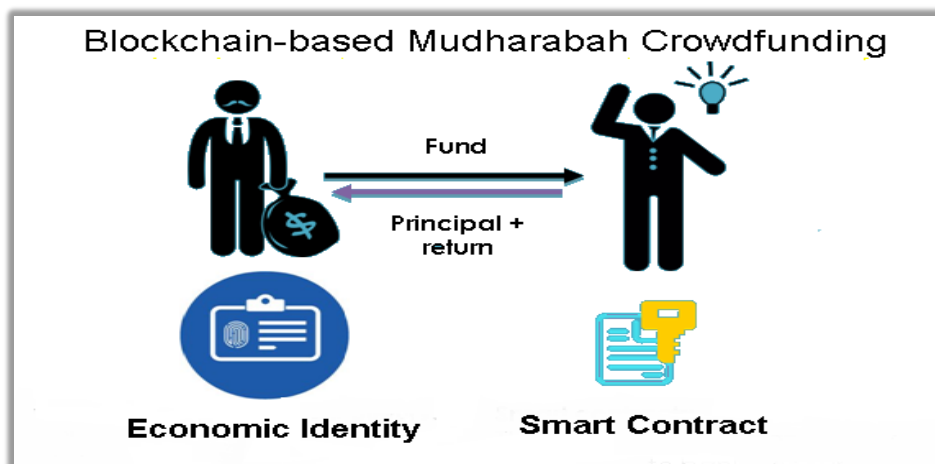 Blockchain-based Mudharabah Crowdfunding
Fund
Principal +
return
$
Economic Identity
Smart Contract